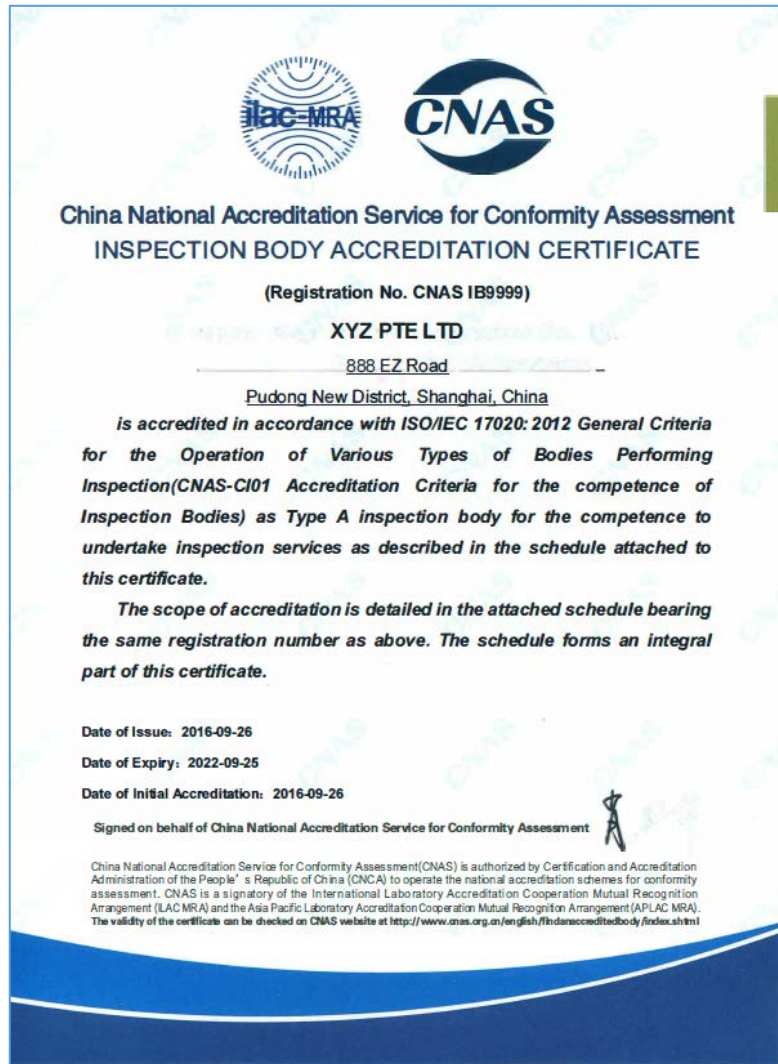 ilac-MRA
CNAS
China National Accreditation Service for Conformity Assessment
INSPECTION BODY ACCREDITATION CERTIFICATE
(Registration No. CNAS IB9999)
XYZ PTE LTD
888 EZ Road
Pudong New District, Shanghai, China
is accredited in accordance with ISO/IEC 17020: 2012 General Criteria
for the Operation of Various Types of Bodies Performing
Inspection(CNAS-CI01 Accreditation Criteria for the competence of
Inspection Bodies) as Type A inspection body for the competence to
undertake inspection services as described in the schedule attached to
this certificate.
The scope of accreditation is detailed in the attached schedule bearing
the same registration number as above. The schedule forms an integral
part of this certificate.
Date of Issue: 2016-09-26
Date of Expiry: 2022-09-25
Date of Initial Accreditation: 2016-09-26
Signed on behalf of China National Accreditation Service for Conformity Assessment
China National Accreditation Service for Conformity Assessment(CNAS) is authorized by Certification and Accreditation
Administration of the People's Republic of China (CNCA) to operate the national accreditation schemes for conformity
assessment. CNAS is a signatory of the International Laboratory Accreditation Cooperation Mutual Recognition
Arrangement (ILAC MRA) and the Asia Pacific Laboratory Accreditation Cooperation Mutual Recognition Arrangement (APLAC MRA).
The validity of the certificate can be checked on CNAS website at http://www.cnas.org.cn/english/findanaccreditedbody/index.shtml